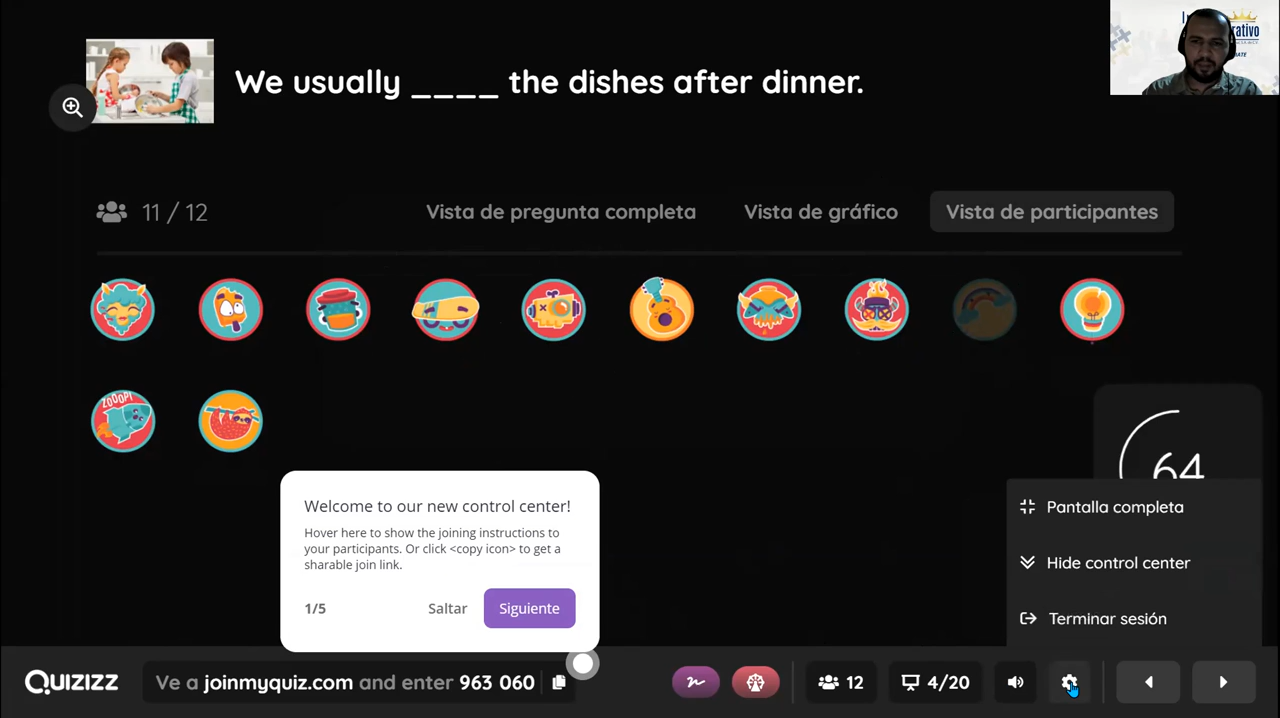 We usually ____ the dishes after dinner.
11 / 12
Vista de pregunta completa
Vista de gráfico
Vista de participantes
ZOOOP!
64
Welcome to our new control center!
Hover here to show the joining instructions to
your participants. Or click <copy icon> to get a
sharable join link.
1/5
Saltar
Siguiente
Pantalla completa
Hide control center
Terminar sesión
QUIZIZZ
Ve a joinmyquiz.com and enter 963 060
12
4/20